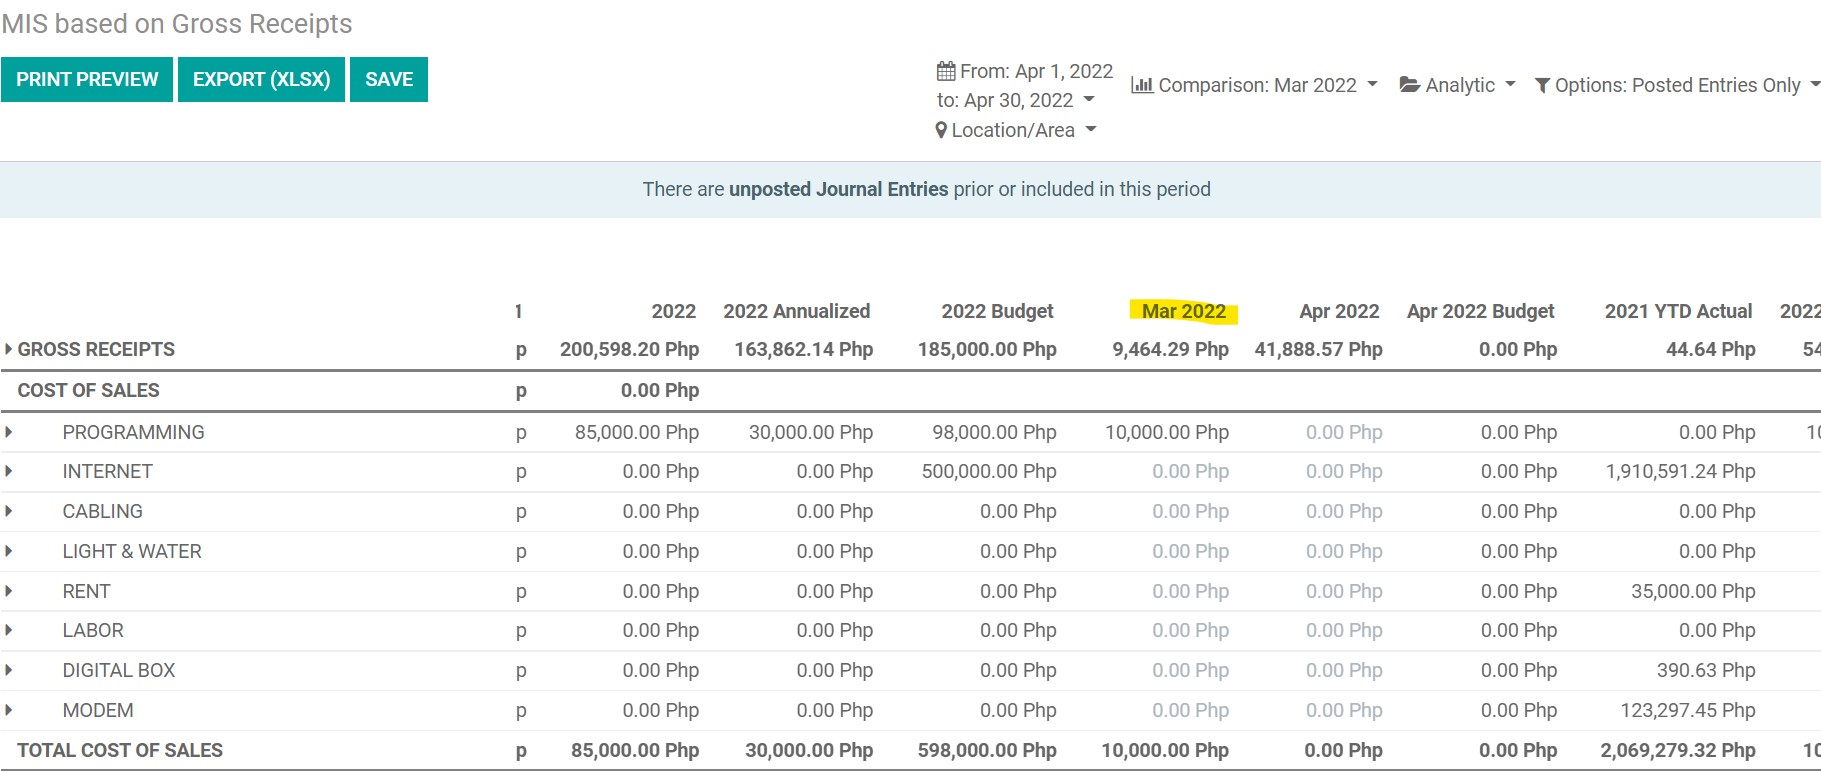 MIS based on Gross Receipts
PRINT PREVIEW EXPORT (XLSX) SAVE
From: Apr 1, 2022
to: Apr 30, 2022
Comparison: Mar 2022 Analytic Options: Posted Entries Only
Location/Area
There are unposted Journal Entries prior or included in this period
1 2022 2022 Annualized 2022 Budget Mar 2022 Apr 2022 Apr 2022 Budget 2021 YTD Actual 2022
GROSS RECEIPTS p 200,598.20 Php 163,862.14 Php 185,000.00 Php 9,464.29 Php 41,888.57 Php 0.00 Php 44.64 Php 54
COST OF SALES p 0.00 Php
PROGRAMMING p 85,000.00 Php 30,000.00 Php 98,000.00 Php 10,000.00 Php 0.00 Php 0.00 Php 0.00 Php 10
INTERNET p 0.00 Php 0.00 Php 500,000.00 Php 0.00 Php 0.00 Php 0.00 Php 1,910,591.24 Php
CABLING p 0.00 Php 0.00 Php 0.00 Php 0.00 Php 0.00 Php 0.00 Php 0.00 Php
LIGHT & WATER p 0.00 Php 0.00 Php 0.00 Php 0.00 Php 0.00 Php 0.00 Php 0.00 Php
RENT p 0.00 Php 0.00 Php 0.00 Php 0.00 Php 0.00 Php 0.00 Php 35,000.00 Php
LABOR p 0.00 Php 0.00 Php 0.00 Php 0.00 Php 0.00 Php 0.00 Php 0.00 Php
DIGITAL BOX p 0.00 Php 0.00 Php 0.00 Php 0.00 Php 0.00 Php 0.00 Php 390.63 Php
MODEM p 0.00 Php 0.00 Php 0.00 Php 0.00 Php 0.00 Php 0.00 Php 123,297.45 Php
TOTAL COST OF SALES p 85,000.00 Php 30,000.00 Php 598,000.00 Php 10,000.00 Php 0.00 Php 0.00 Php 2,069,279.32 Php 10